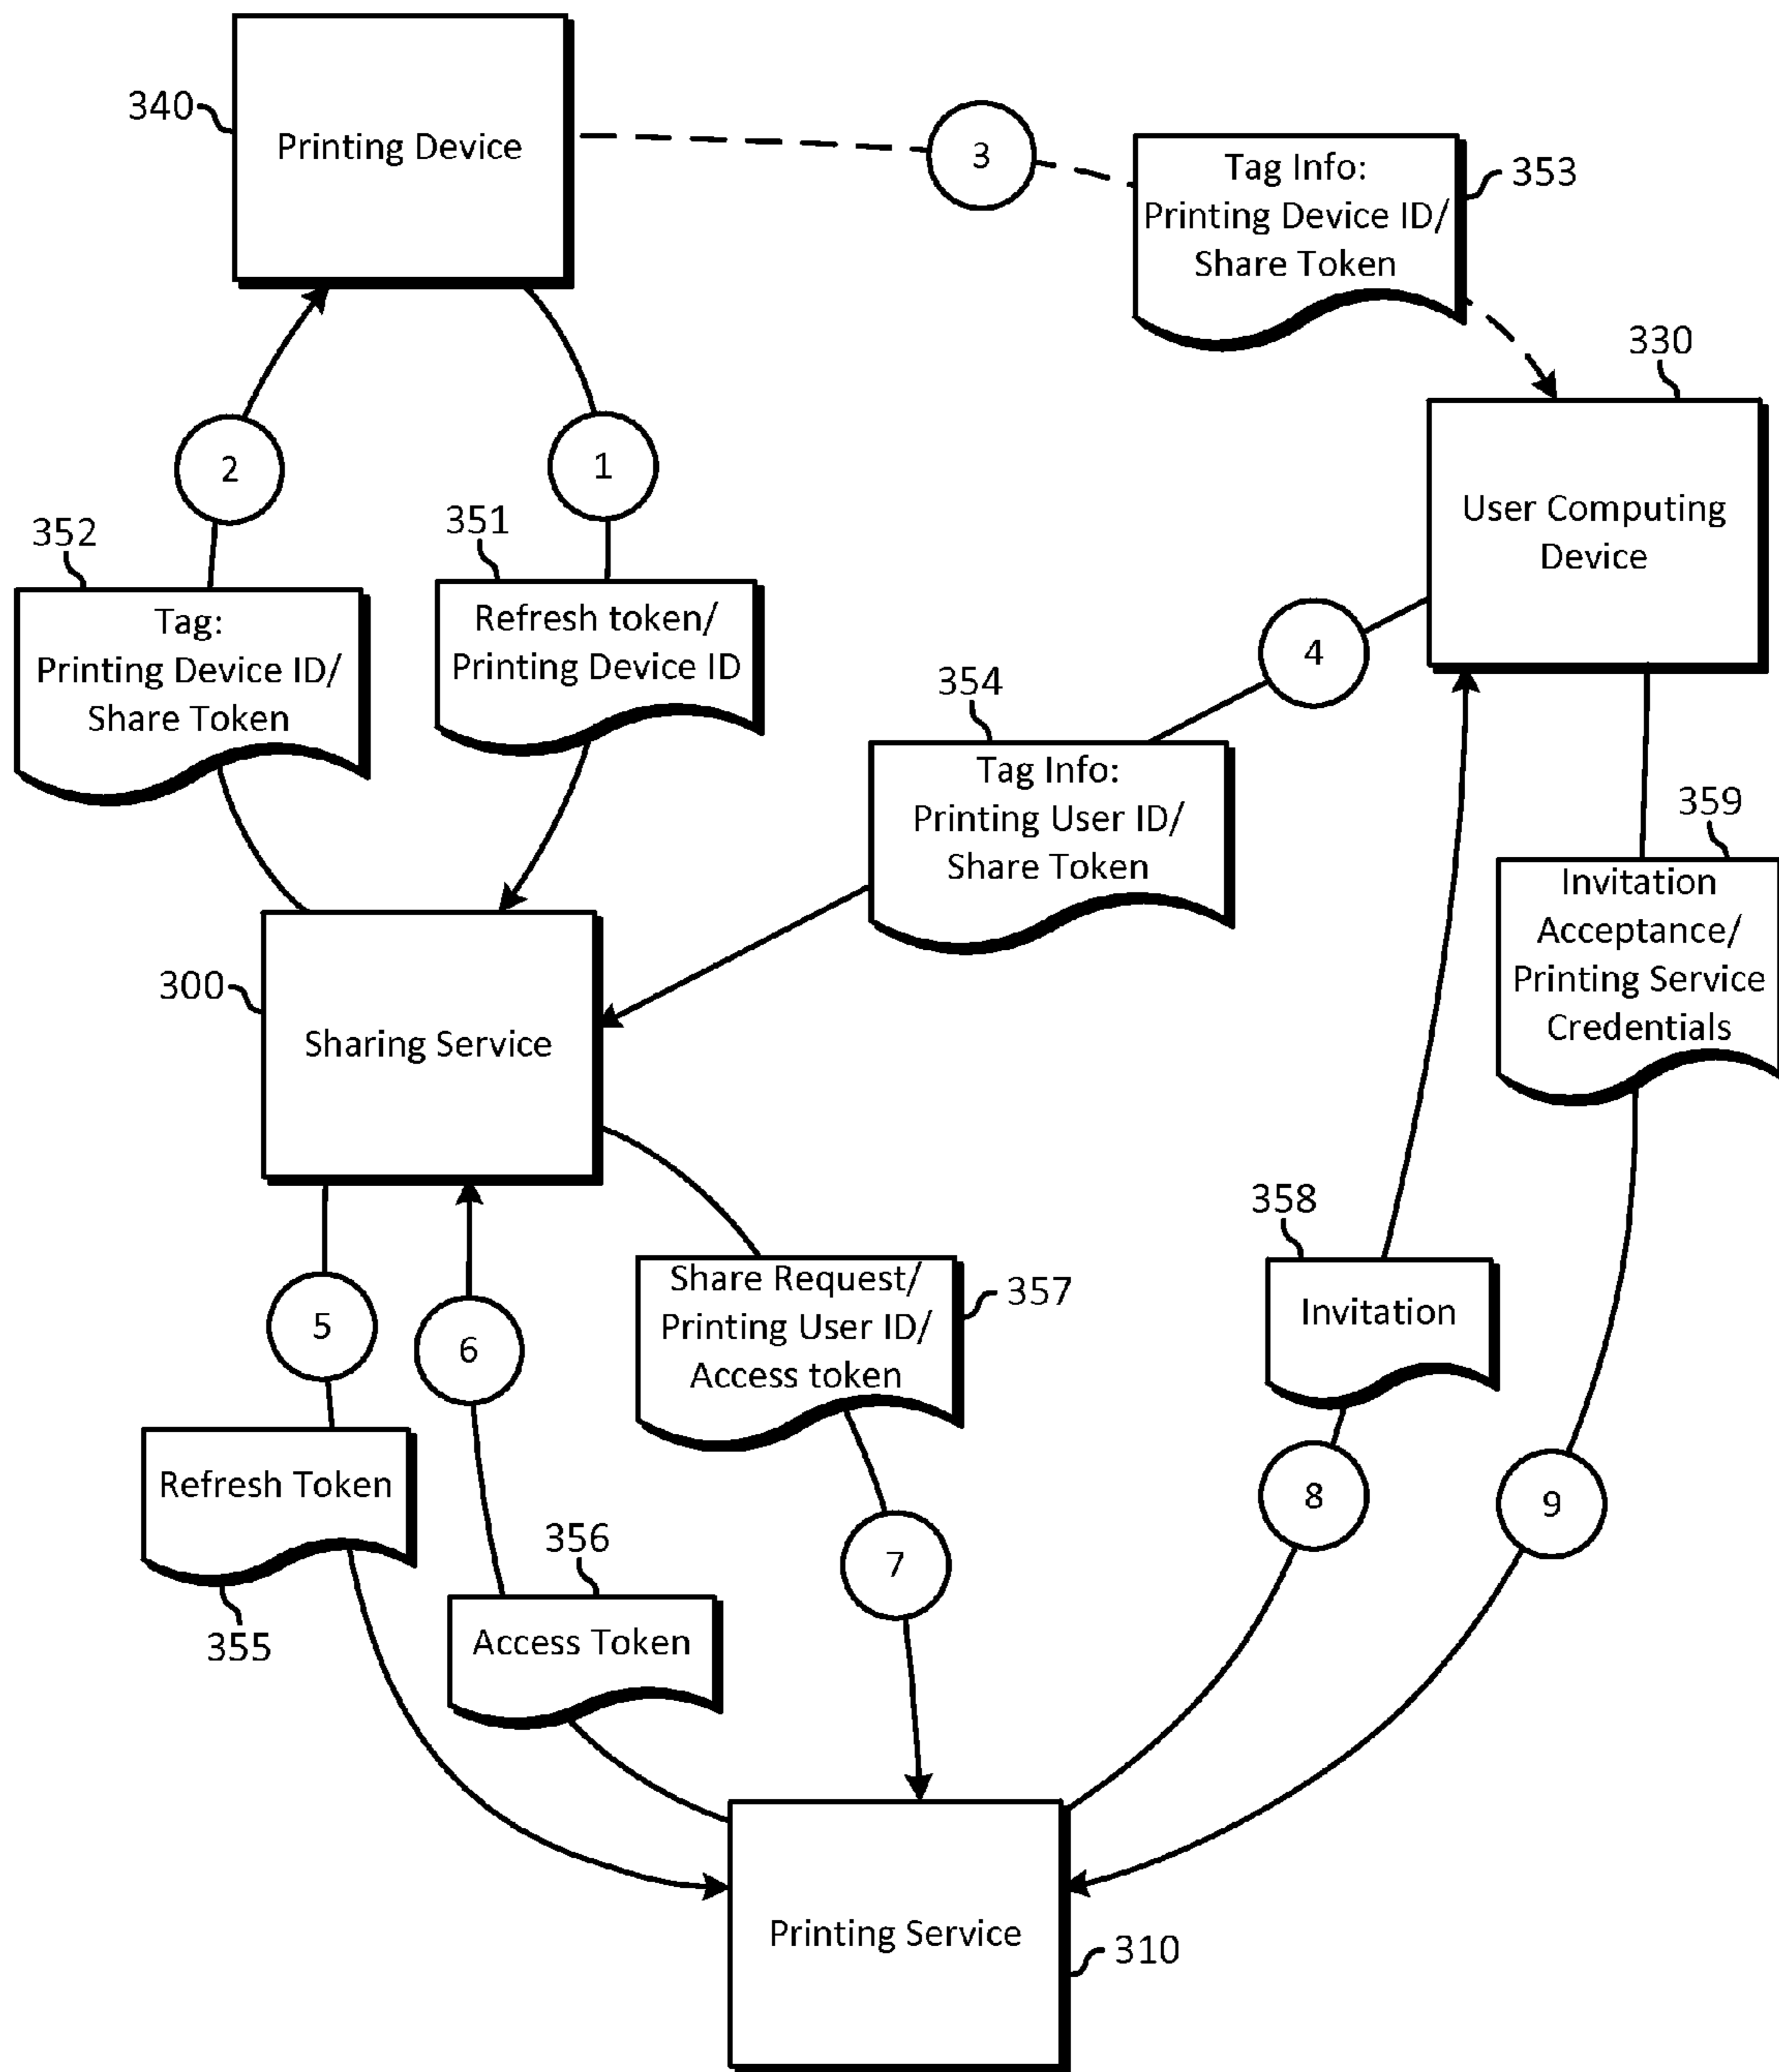 340
Printing Device
3
Tag Info:
Printing Device ID/
Share Token
353
330
User Computing
Device
2
1
352
Tag:
Printing Device ID/
Share Token
351
Refresh token/
Printing Device ID
4
354
Tag Info:
Printing User ID/
Share Token
359
Invitation
Acceptance/
Printing Service
Credentials
300
Sharing Service
5
6
Share Request/
Printing User ID/
Access token
357
358
Invitation
Refresh Token
355
356
Access Token
7
8
9
Printing Service
310